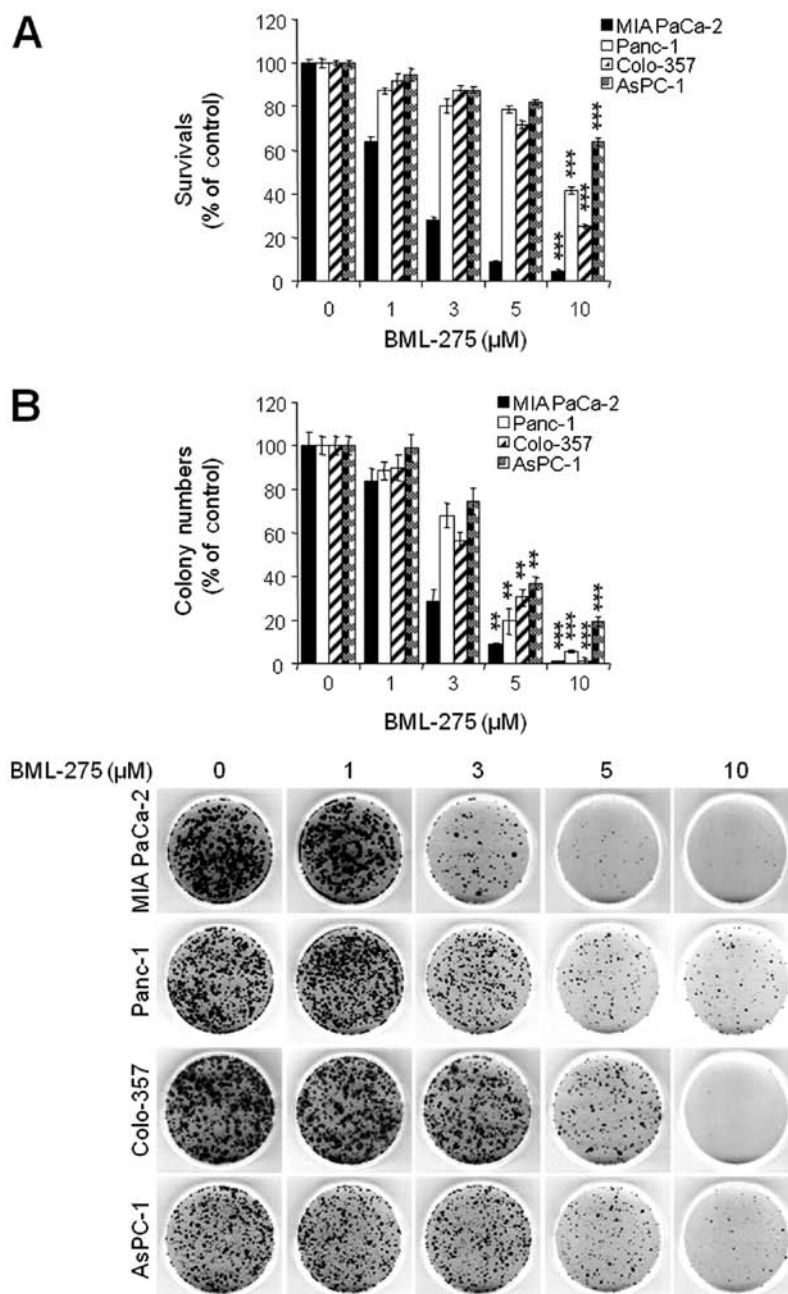 A
MIA PaCa-2
Panc-1
Colo-357
AsPC-1
120
100
80
60
40
20
0
Survivals
(% of control)
***
***
***
***
0 1 3 5 10
BML-275 (µM)
B
MIA PaCa-2
Panc-1
Colo-357
AsPC-1
120
100
80
60
40
20
0
Colony numbers
(% of control)
**
**
**
**
***
***
***
***
0 1 3 5 10
BML-275 (µM)
BML-275 (µM) 0 1 3 5 10
MIA PaCa-2
Panc-1
Colo-357
AsPC-1